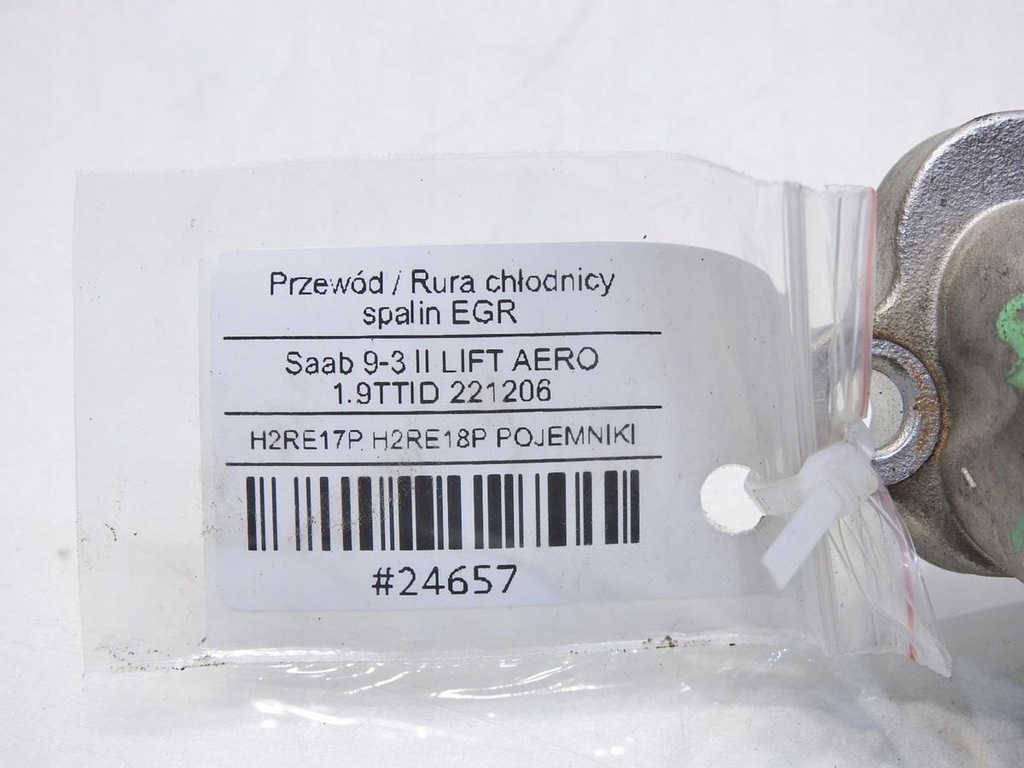 Przewód / Rura chłodnicy
spalin EGR
Saab 9-3 II LIFT AERO
1.9TTID 221206
H2RE17P H2RE18P POJEMNIKI
#24657